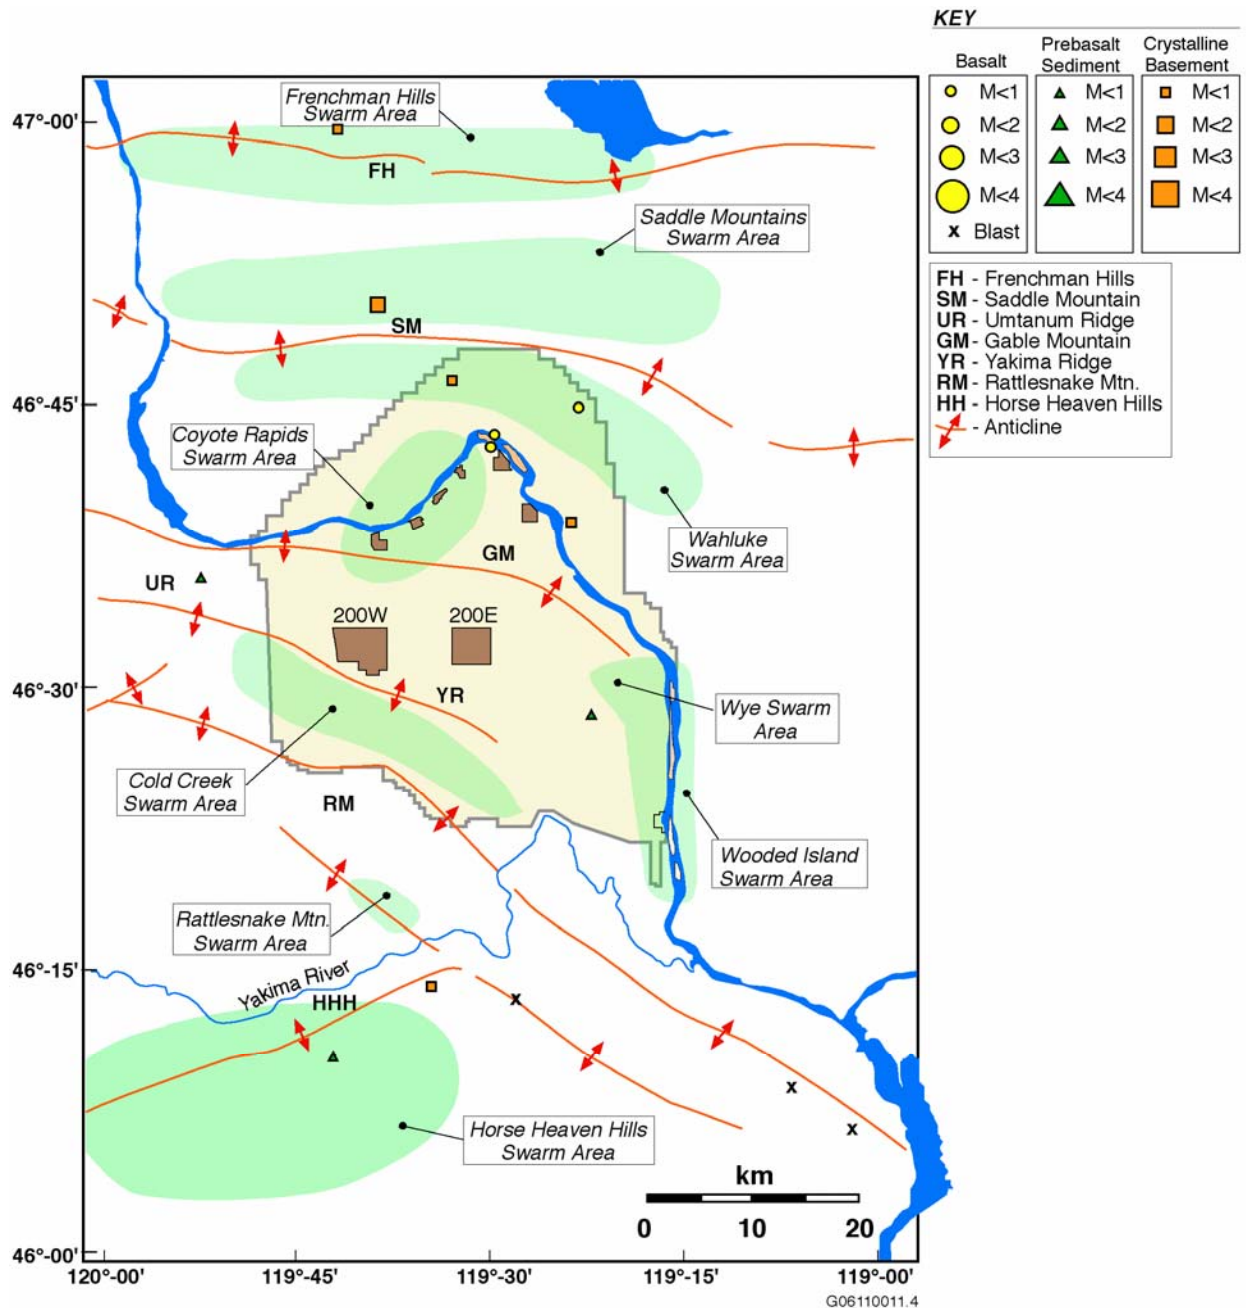 KEY
Basalt
M<1
M<2
M<3
M<4
x Blast
Prebasalt
Sediment
M<1
M<2
M<3
M<4
Crystalline
Basement
M<1
M<2
M<3
M<4
FH - Frenchman Hills
SM - Saddle Mountain
UR - Umtanum Ridge
GM - Gable Mountain
YR - Yakima Ridge
RM - Rattlesnake Mtn.
HH - Horse Heaven Hills
- Anticline
Frenchman Hills
Swarm Area
47°00'
FH
Saddle Mountains
Swarm Area
SM
46°-45'
Coyote Rapids
Swarm Area
Wahluke
Swarm Area
GM
UR
200W
200E
46°-30'
YR
Wye Swarm
Area
Cold Creek
Swarm Area
RM
Wooded Island
Swarm Area
Rattlesnake Mtn.
Swarm Area
46°-15'
Yakima River
HHH
x
x
x
Horse Heaven Hills
Swarm Area
km
0 10 20
46°-00'
120°-00' 119°-45' 119°-30' 119°-15' 119°-00'
G06110011.4